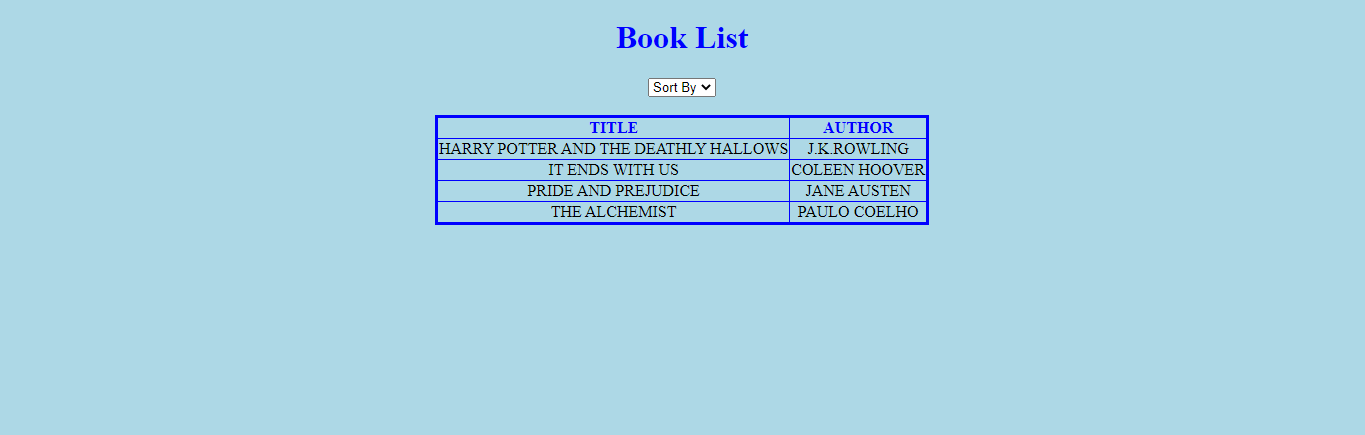 Book List
Sort By
TITLE AUTHOR
HARRY POTTER AND THE DEATHLY HALLOWS J.K.ROWLING
IT ENDS WITH US COLEEN HOOVER
PRIDE AND PREJUDICE JANE AUSTEN
THE ALCHEMIST PAULO COELHO